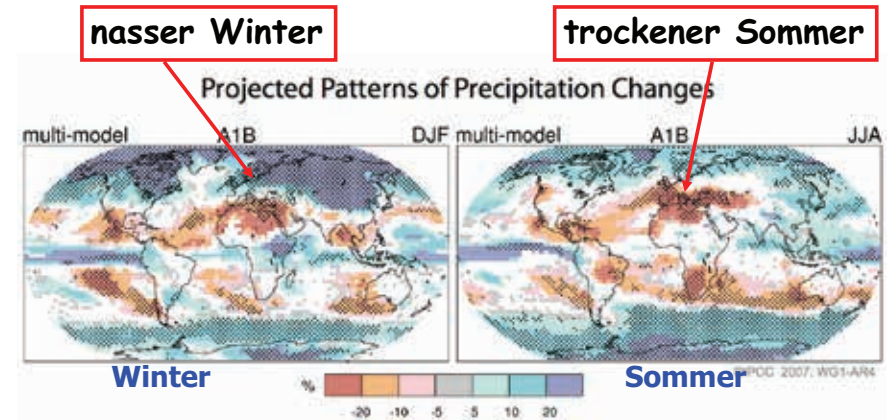 nasser Winter
trockener Sommer
Projected Patterns of Precipitation Changes
multi-model A1B DJF multi-model A1B JJA
Winter
Sommer
IPCC 2007: WG1-AR4
%
-20 -10 -5 5 10 20